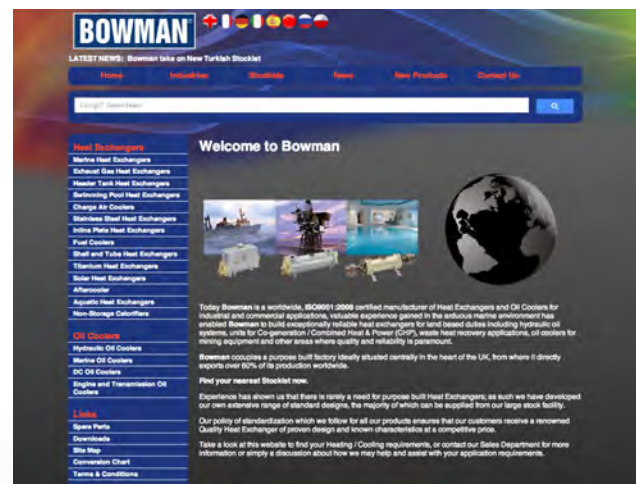 BOWMAN
LATEST NEWS: Bowman take on New Turkish Stockist
Home Industries Stockists News New Products Contact Us
Google Custom Search
Heat Exchangers
Marine Heat Exchangers
Exhaust Gas Heat Exchangers
Header Tank Heat Exchangers
Swimming Pool Heat Exchangers
Charge Air Coolers
Stainless Steel Heat Exchangers
Inline Plate Heat Exchangers
Fuel Coolers
Shell and Tube Heat Exchangers
Titanium Heat Exchangers
Solar Heat Exchangers
Aftercooler
Aquatic Heat Exchangers
Non-Storage Calorifiers
Oil Coolers
Hydraulic Oil Coolers
Marine Oil Coolers
DC Oil Coolers
Engine and Transmission Oil
Coolers
Links
Spare Parts
Downloads
Site Map
Conversion Chart
Terms & Conditions
Welcome to Bowman
Today Bowman is a worldwide, ISO9001:2008 certified manufacturer of Heat Exchangers and Oil Coolers for
industrial and commercial applications, valuable experience gained in the arduous marine environment has
enabled Bowman to build exceptionally reliable heat exchangers for land based duties including hydraulic oil
systems, units for Co-generation / Combined Heat & Power (CHP), waste heat recovery applications, oil coolers for
mining equipment and other areas where quality and reliability is paramount.
Bowman occupies a purpose built factory ideally situated centrally in the heart of the UK, from where it directly
exports over 60% of its production worldwide.
Find your nearest Stockist now.
Experience has shown us that there is rarely a need for purpose built Heat Exchangers; as such we have developed
our own extensive range of standard designs, the majority of which can be supplied from our large stock facility.
Our policy of standardization which we follow for all our products ensures that our customers receive a renowned
Quality Heat Exchanger of proven design and known characteristics at a competitive price.
Take a look at this website to find your Heating / Cooling requirements, or contact our Sales Department for more
information or simply a discussion about how we may help and assist with your application requirements.